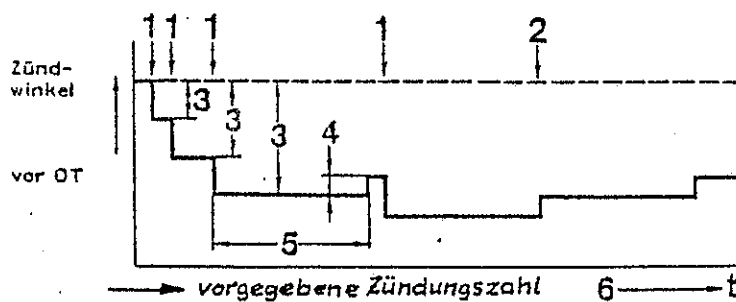 1 1 1 1 2
Zünd-
winkel
3
3
3
4
vor OT
5
vorgegebene Zündungszahl 6 t